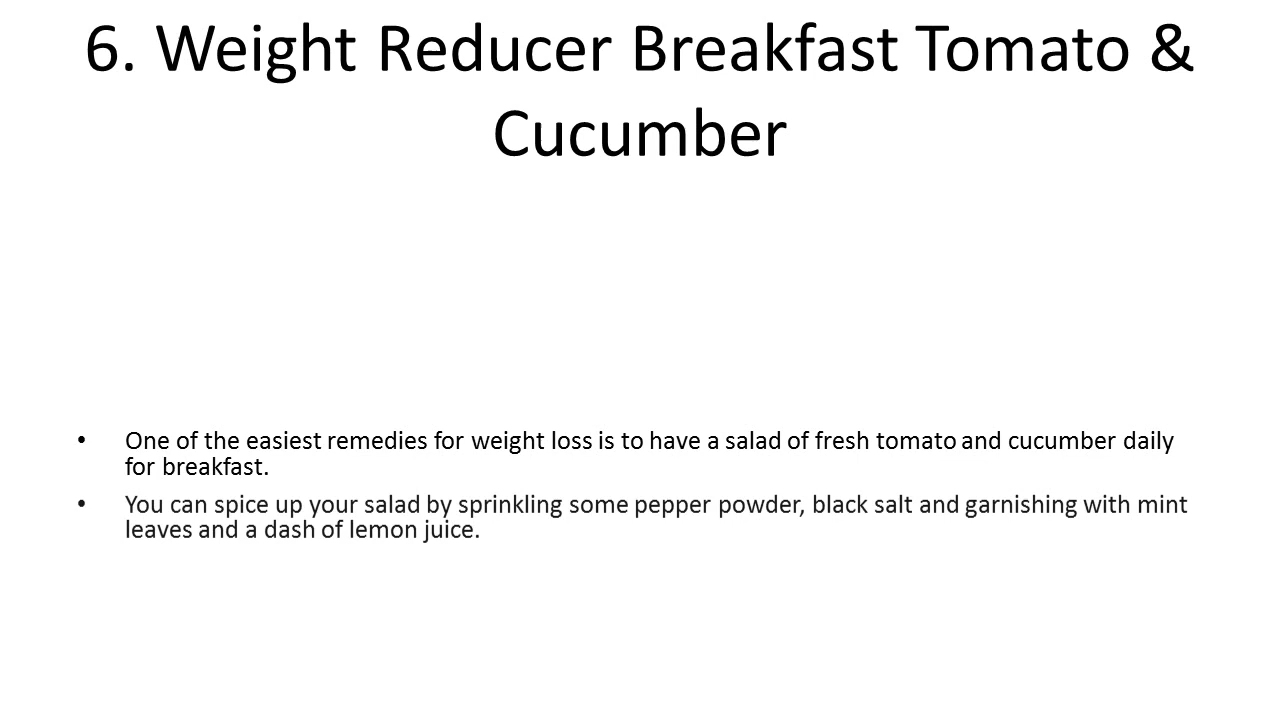 6. Weight Reducer Breakfast Tomato &
Cucumber
• One of the easiest remedies for weight loss is to have a salad of fresh tomato and cucumber daily
for breakfast.
• You can spice up your salad by sprinkling some pepper powder, black salt and garnishing with mint
leaves and a dash of lemon juice.